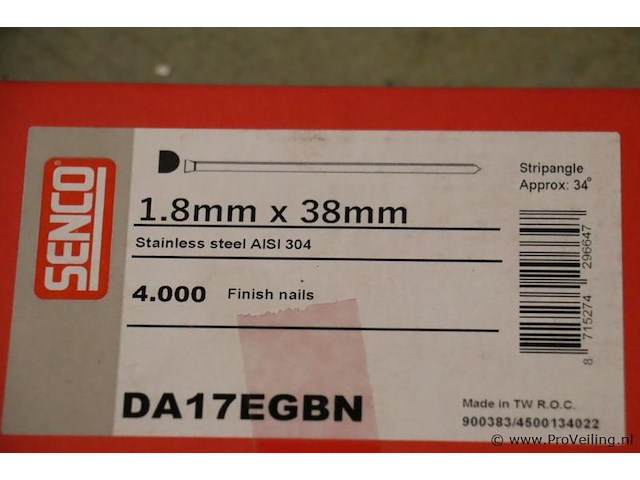 SENCO
Stripangle
Approx: 34°
1.8mm x 38mm
Stainless steel AISI 304
4.000 Finish nails
8 715274 296647
DA17EGBN
Made in TW R.O.C.
900383/4500134022
© www.ProVeiling.nl